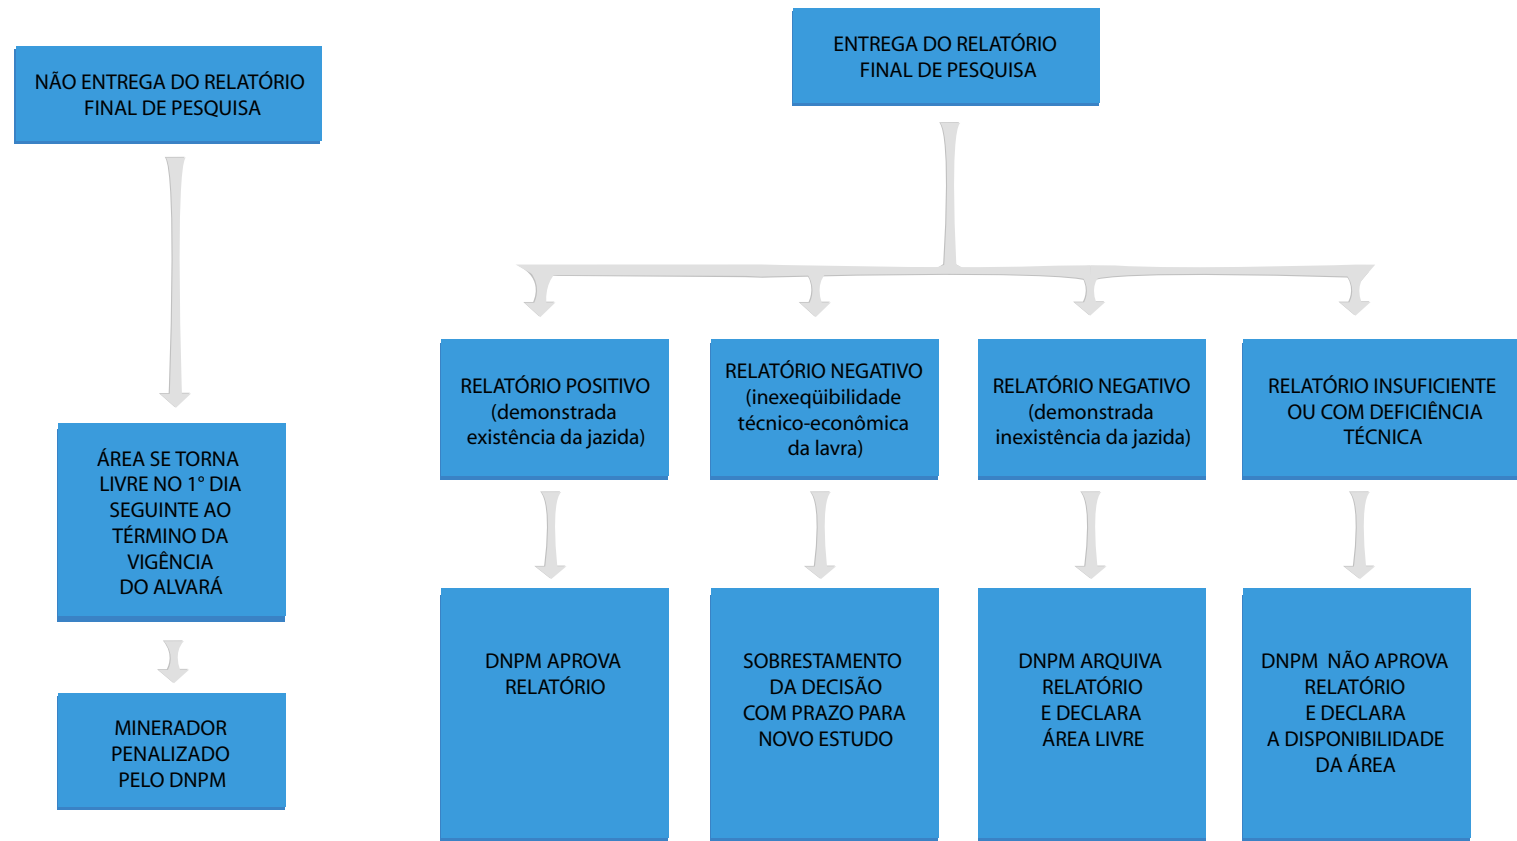 NÃO ENTREGA DO RELATÓRIO
FINAL DE PESQUISA
ÁREA SE TORNA
LIVRE NO 1° DIA
SEGUINTE AO
TÉRMINO DA
VIGÊNCIA
DO ALVARÁ
MINERADOR
PENALIZADO
PELO DNPM
ENTREGA DO RELATÓRIO
FINAL DE PESQUISA
RELATÓRIO POSITIVO
(demonstrada
existência da jazida)
DNPM APROVA
RELATÓRIO
RELATÓRIO NEGATIVO
(inexeqüibilidade
técnico-econômica
da lavra)
SOBRESTAMENTO
DA DECISÃO
COM PRAZO PARA
NOVO ESTUDO
RELATÓRIO NEGATIVO
(demonstrada
inexistência da jazida)
DNPM ARQUIVA
RELATÓRIO
E DECLARA
ÁREA LIVRE
RELATÓRIO INSUFICIENTE
OU COM DEFICIÊNCIA
TÉCNICA
DNPM NÃO APROVA
RELATÓRIO
E DECLARA
A DISPONIBILIDADE
DA ÁREA